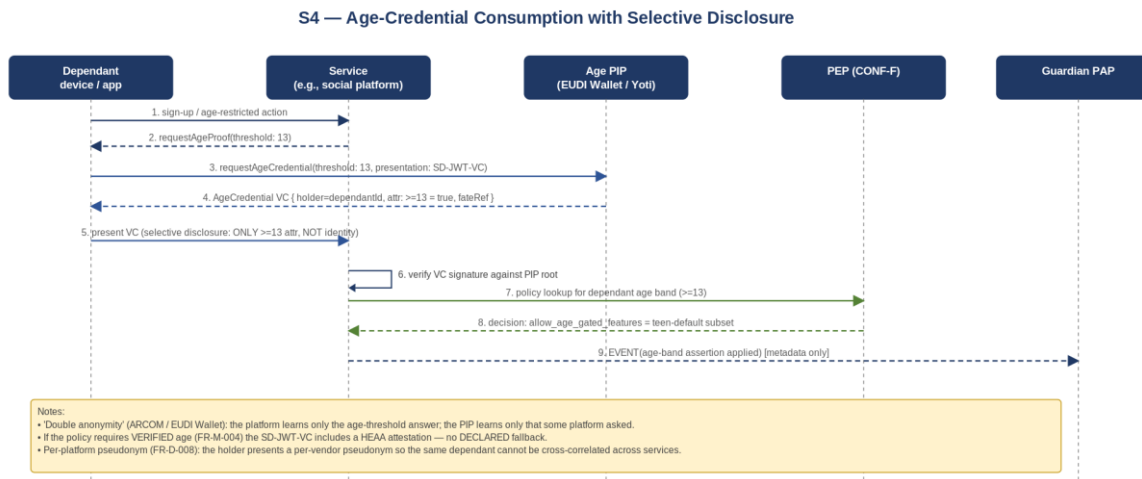 S4 — Age-Credential Consumption with Selective Disclosure
Dependant
device / app
Service
(e.g., social platform)
Age PIP
(EUDI Wallet / Yoti)
PEP (CONF-F)
Guardian PAP
1. sign-up / age-restricted action
2. requestAgeProof(threshold: 13)
3. requestAgeCredential(threshold: 13, presentation: SD-JWT-VC)
4. AgeCredential VC { holder=dependantId, attr: >=13 = true, fateRef }
5. present VC (selective disclosure: ONLY >=13 attr, NOT identity)
6. verify VC signature against PIP root
7. policy lookup for dependant age band (>=13)
8. decision: allow_age_gated_features = teen-default subset
9. EVENT(age-band assertion applied) [metadata only]
Notes:
• 'Double anonymity' (ARCOM / EUDI Wallet): the platform learns only the age-threshold answer; the PIP learns only that some platform asked.
• If the policy requires VERIFIED age (FR-M-004) the SD-JWT-VC includes a HEAA attestation — no DECLARED fallback.
• Per-platform pseudonym (FR-D-008): the holder presents a per-vendor pseudonym so the same dependant cannot be cross-correlated across services.